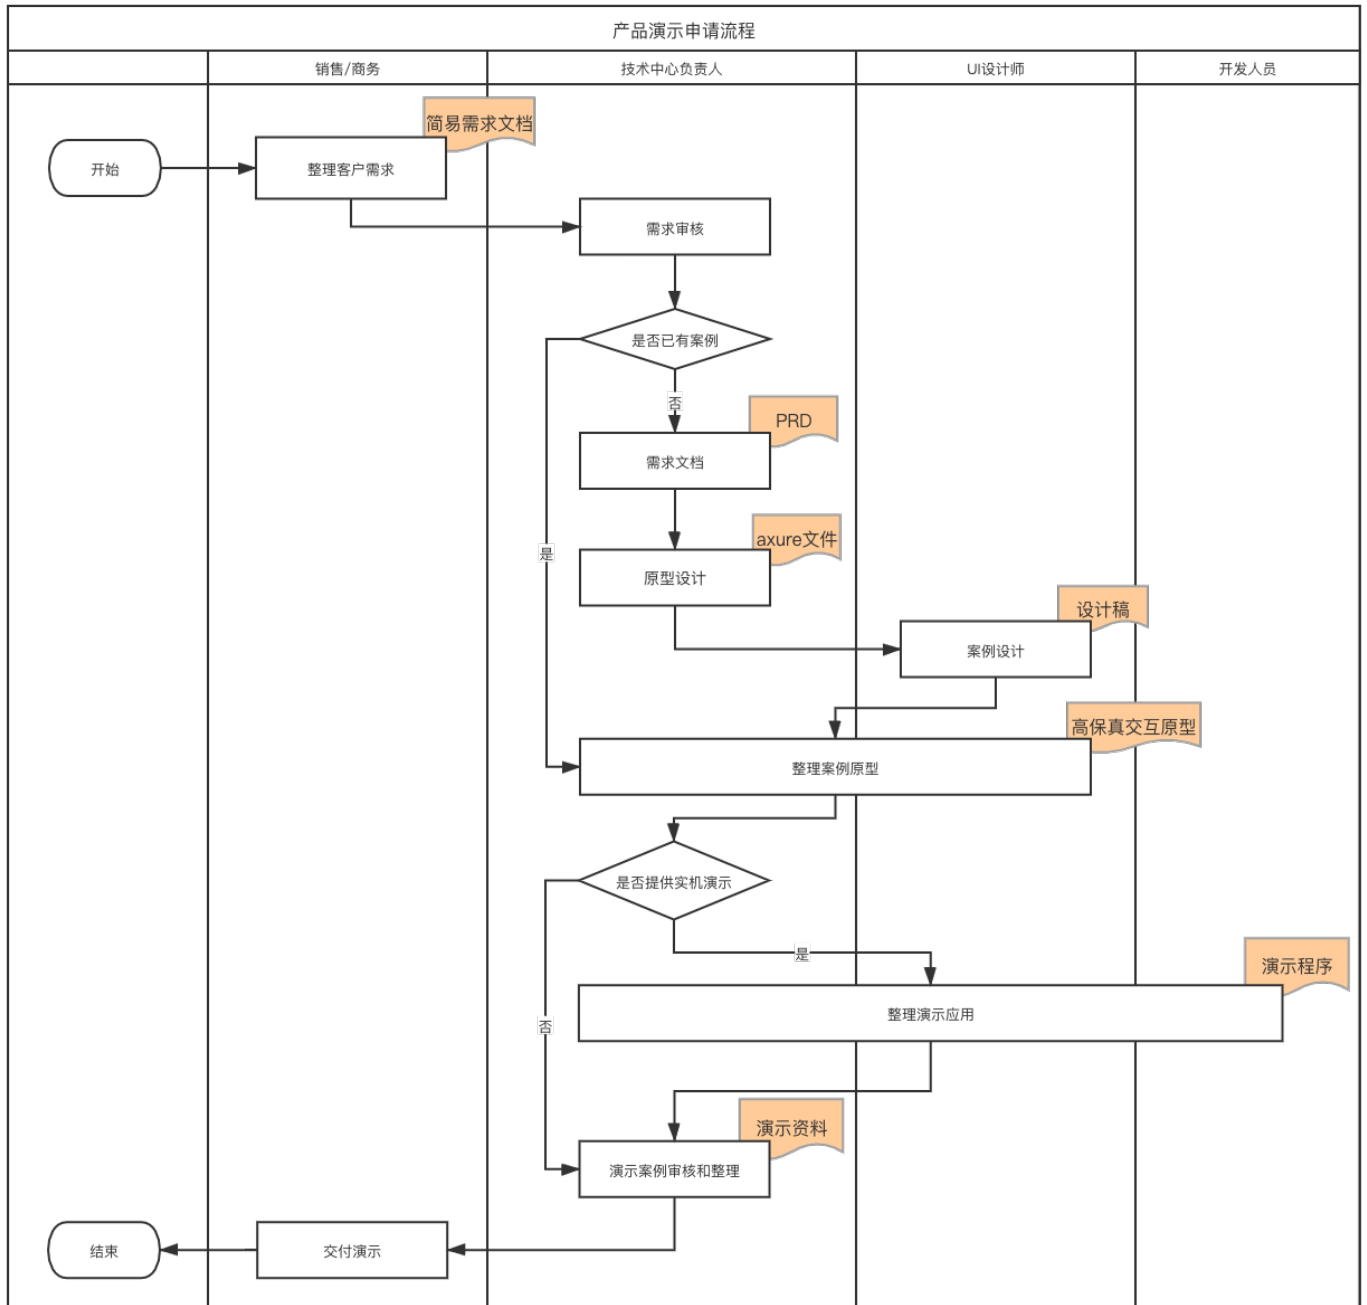 产品演示申请流程
销售/商务
技术中心负责人
UI设计师
开发人员
简易需求文档
开始
整理客户需求
需求审核
是否已有案例
否
PRD
需求文档
axure文件
是
原型设计
设计稿
案例设计
高保真交互原型
整理案例原型
是否提供实机演示
是
演示程序
整理演示应用
否
演示资料
演示案例审核和整理
结束
交付演示